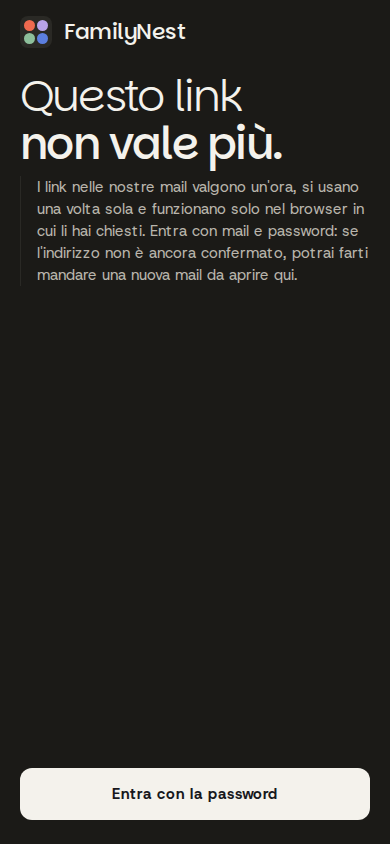 FamilyNest
Questo link
non vale più.
I link nelle nostre mail valgono un'ora, si usano
una volta sola e funzionano solo nel browser in
cui li hai chiesti. Entra con mail e password: se
l'indirizzo non è ancora confermato, potrai farti
mandare una nuova mail da aprire qui.
Entra con la password